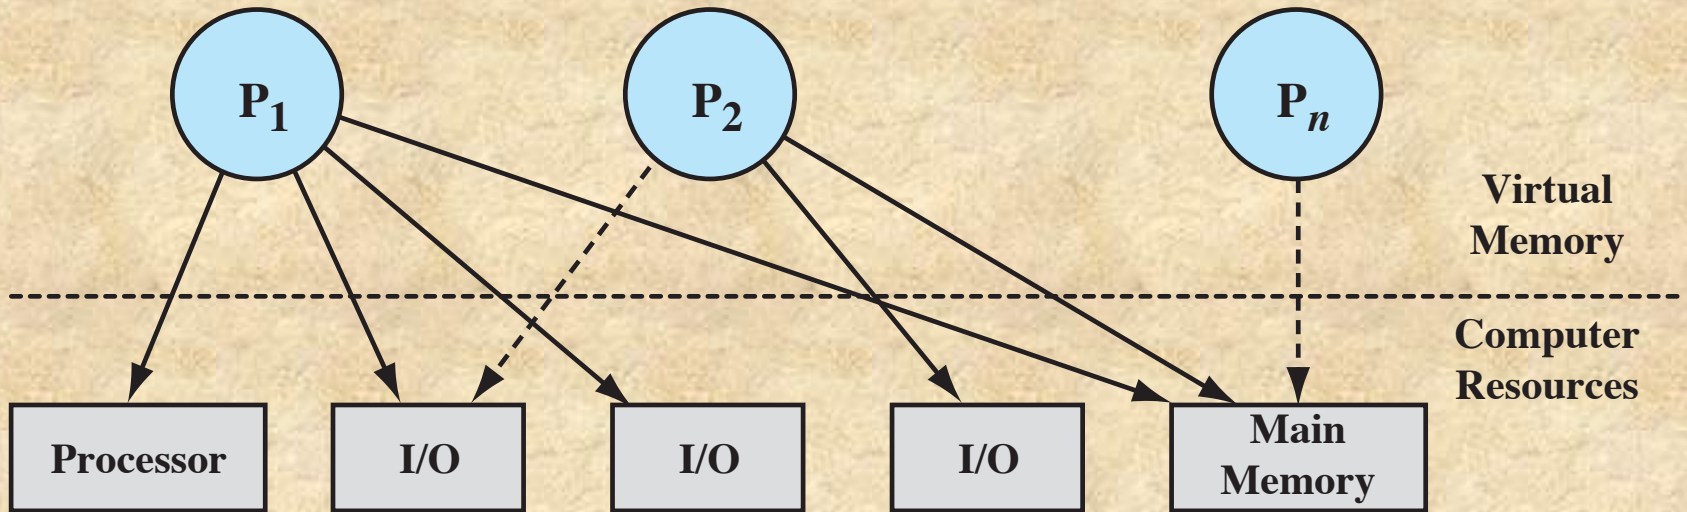 P1
P2
Pn
Virtual
Memory
Computer
Resources
Processor
I/O
I/O
I/O
Main
Memory